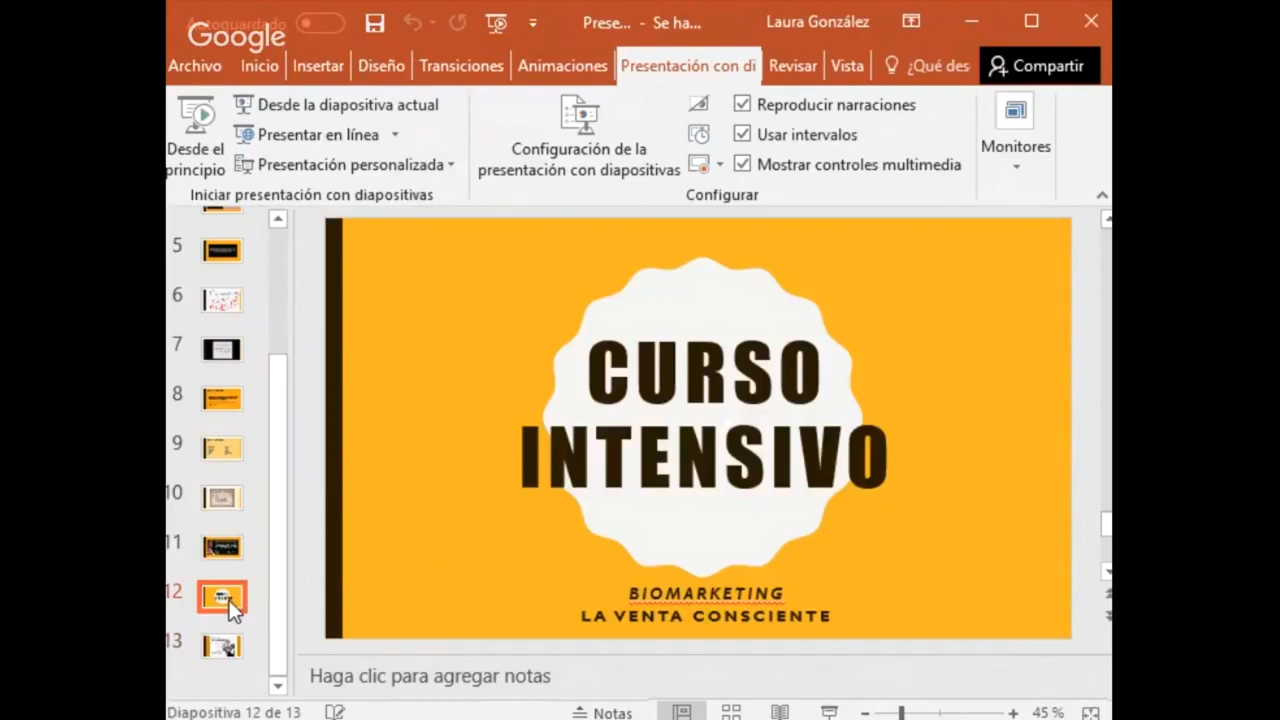 Autoguardado
Google
Prese... - Se ha...
Laura González
Archivo Inicio Insertar Diseño Transiciones Animaciones Presentación con di Revisar Vista ¿Qué des Compartir
Desde el principio
Desde la diapositiva actual
Presentar en línea
Presentación personalizada
Iniciar presentación con diapositivas
Configuración de la
presentación con diapositivas
Reproducir narraciones
Usar intervalos
Mostrar controles multimedia
Configurar
Monitores
5
6
7
8
9
10
11
12
13
CURSO
INTENSIVO
BIOMARKETING
LA VENTA CONSCIENTE
Haga clic para agregar notas
Diapositiva 12 de 13
Notas
45 %